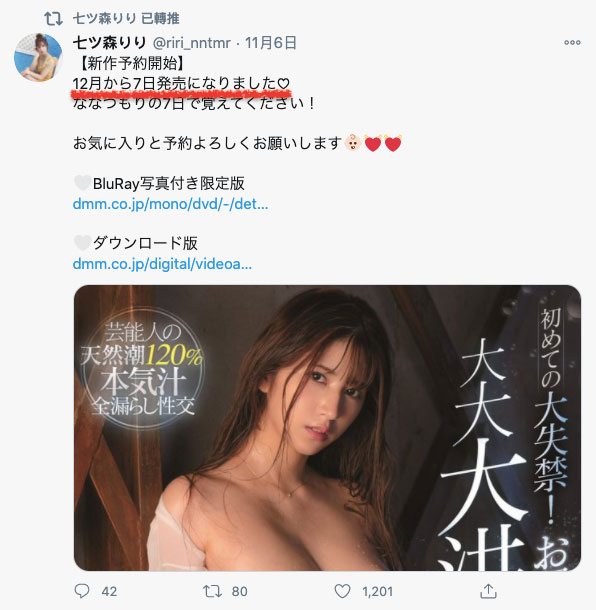 七ツ森りり 已轉推
七ツ森りり @riri_nntmr · 11月6日
【新作予約開始】
12月から7日発売になりました♡
ななつもりの7日で覚えてください！
お気に入りと予約よろしくお願いします👶🏻💓💓
🤍BluRay写真付き限定版
dmm.co.jp/mono/dvd/-/det...
🤍ダウンロード版
dmm.co.jp/digital/videoa...
芸能人の
天然潮120%
本気汁
全漏らし性交
初めての大失禁！お
大大大洪
42
80
1,201